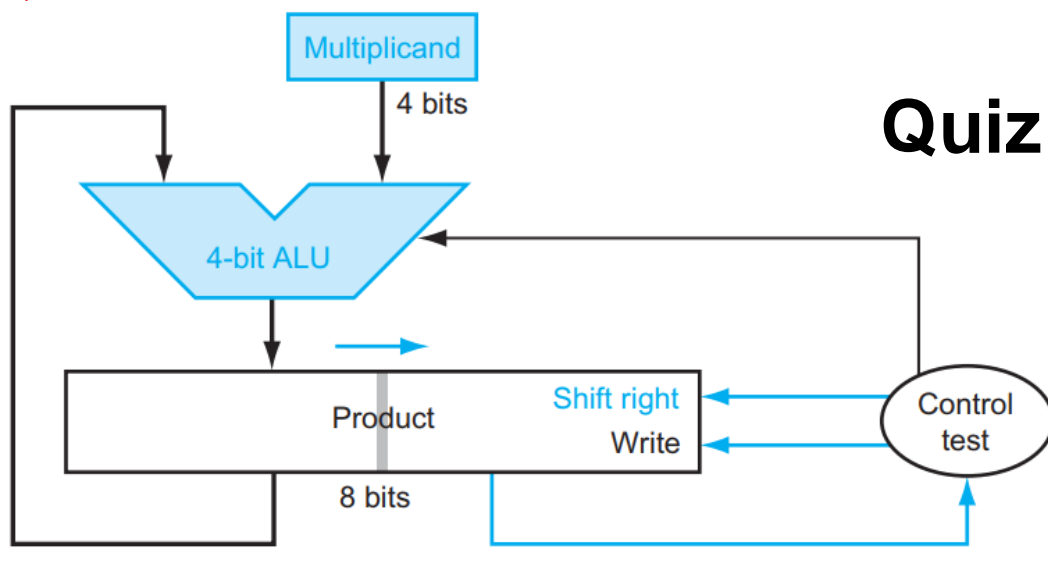 Multiplicand
4 bits
Quiz
4-bit ALU
Shift right
Product
Write
Control
test
8 bits